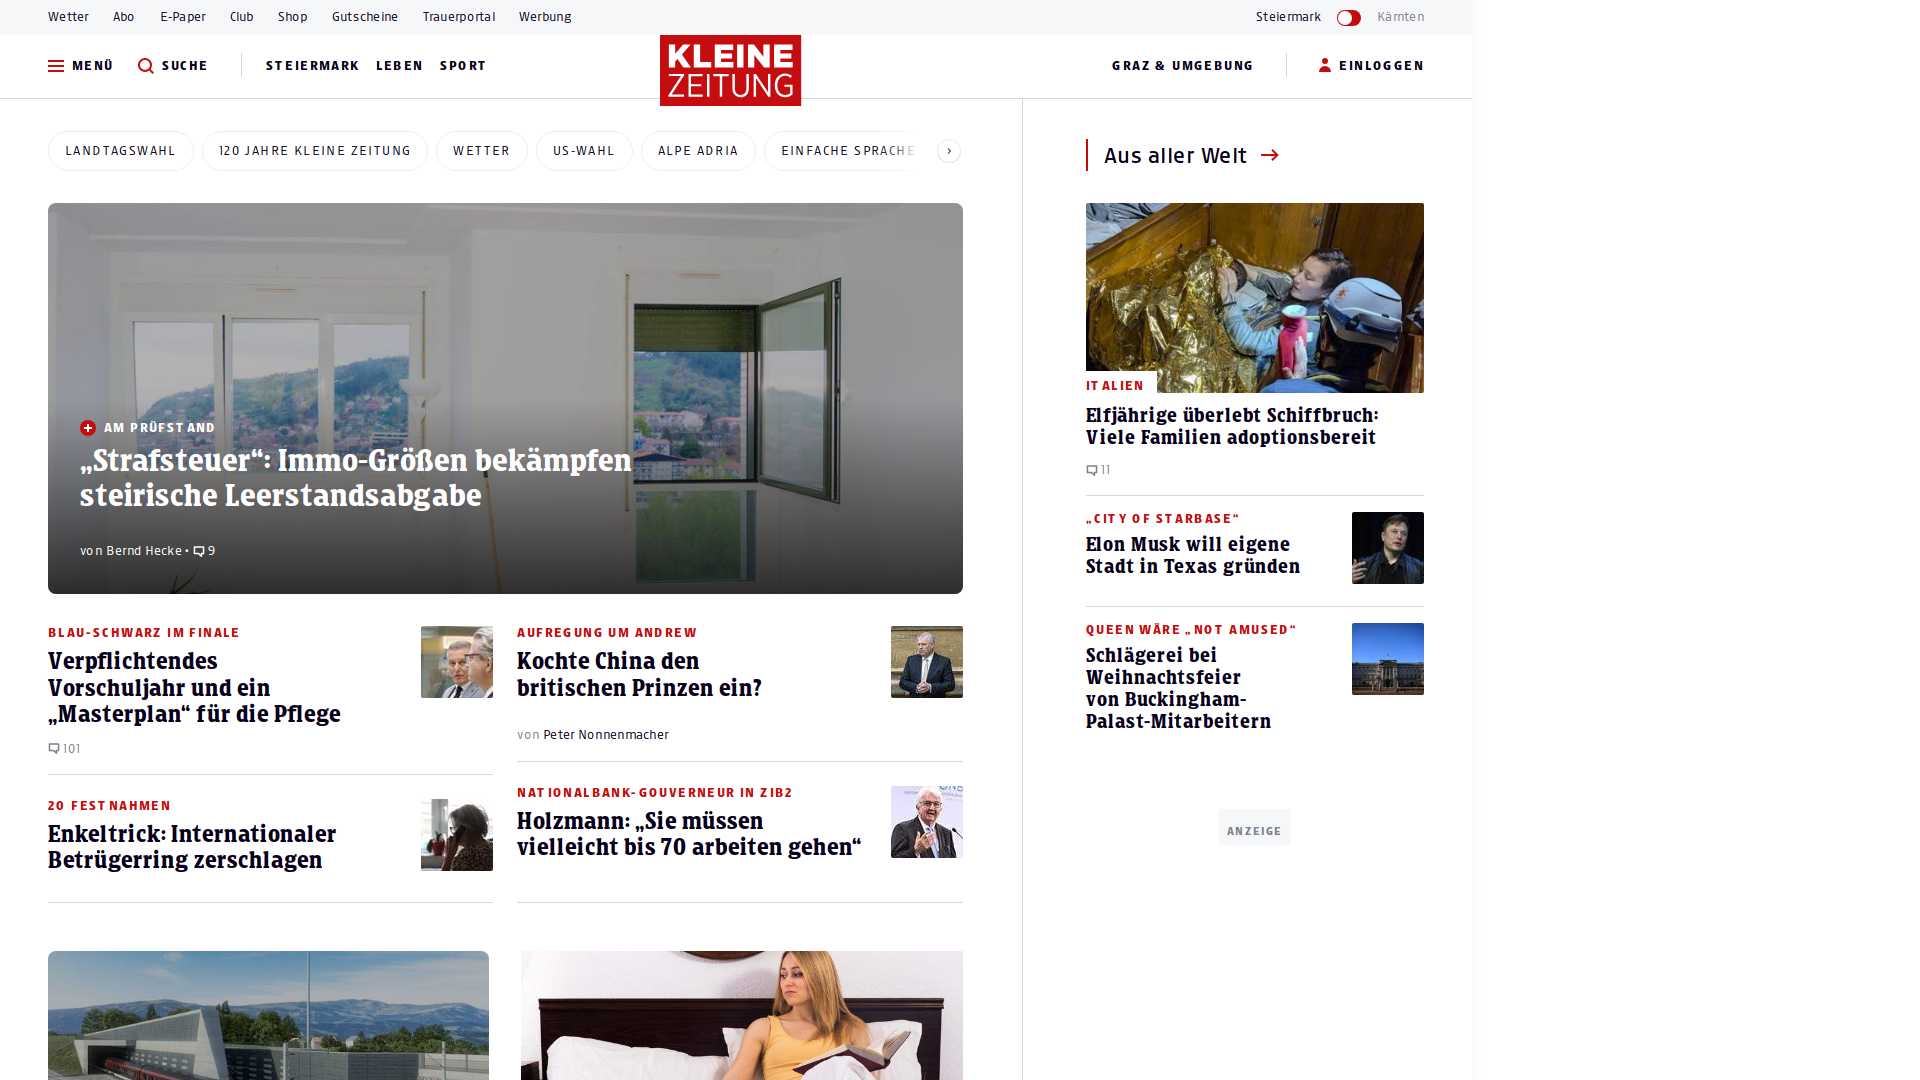 Wetter Abo E-Paper Club Shop Gutscheine Trauerportal Werbung Steiermark Kärnten
MENÜ SUCHE STEIERMARK LEBEN SPORT KLEINE ZEITUNG GRAZ & UMGEBUNG EINLOGGEN
LANDTAGSWAHL 120 JAHRE KLEINE ZEITUNG WETTER US-WAHL ALPE ADRIA EINFACHE SPRACHE
AM PRÜFSTAND
„Strafsteuer“: Immo-Größen bekämpfen
steirische Leerstandsabgabe
von Bernd Hecke • 9
BLAU-SCHWARZ IM FINALE
Verpflichtendes
Vorschuljahr und ein
„Masterplan“ für die Pflege
101
20 FESTNAHMEN
Enkeltrick: Internationaler
Betrügerring zerschlagen
AUFREGUNG UM ANDREW
Kochte China den
britischen Prinzen ein?
von Peter Nonnenmacher
NATIONALBANK-GOUVERNEUR IN ZIB2
Holzmann: „Sie müssen
vielleicht bis 70 arbeiten gehen“
Aus aller Welt
ITALIEN
Elfjährige überlebt Schiffbruch:
Viele Familien adoptionsbereit
11
„CITY OF STARBASE“
Elon Musk will eigene
Stadt in Texas gründen
QUEEN WÄRE „NOT AMUSED“
Schlägerei bei
Weihnachtsfeier
von Buckingham-
Palast-Mitarbeitern
ANZEIGE